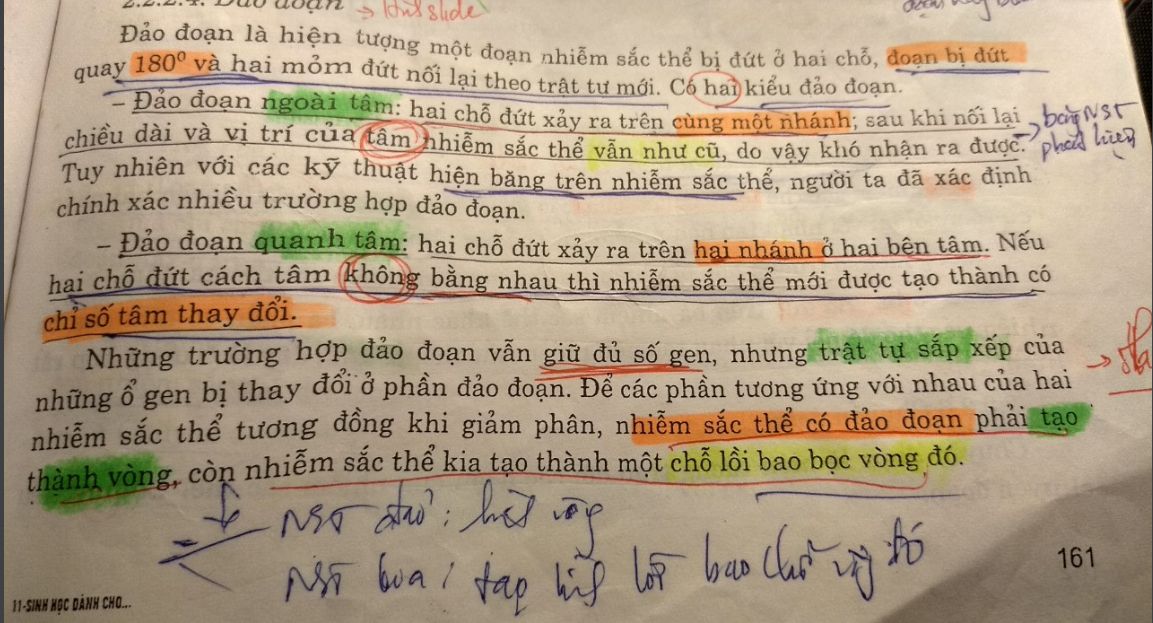 2.2.2.4. Đảo đoạn → slide
Đảo đoạn là hiện tượng một đoạn nhiễm sắc thể bị đứt ở hai chỗ, đoạn bị đứt
quay 180° và hai mỏm đứt nối lại theo trật tự mới. Có hai kiểu đảo đoạn.
– Đảo đoạn ngoài tâm: hai chỗ đứt xảy ra trên cùng một nhánh; sau khi nối lại
băng NST
chiều dài và vị trí của tâm nhiễm sắc thể vẫn như cũ, do vậy khó nhận ra được.
Tuy nhiên với các kỹ thuật hiện băng trên nhiễm sắc thể, người ta đã xác định
chính xác nhiều trường hợp đảo đoạn.
– Đảo đoạn quanh tâm: hai chỗ đứt xảy ra trên hai nhánh ở hai bên tâm. Nếu
hai chỗ đứt cách tâm không bằng nhau thì nhiễm sắc thể mới được tạo thành có
chỉ số tâm thay đổi.
Những trường hợp đảo đoạn vẫn giữ đủ số gen, nhưng trật tự sắp xếp của
những ổ gen bị thay đổi ở phần đảo đoạn. Để các phần tương ứng với nhau của hai
nhiễm sắc thể tương đồng khi giảm phân, nhiễm sắc thể có đảo đoạn phải tạo
thành vòng, còn nhiễm sắc thể kia tạo thành một chỗ lồi bao bọc vòng đó.
NST đảo:
NST lồi bao đó
161
11-SINH HỌC DÀNH CHO...